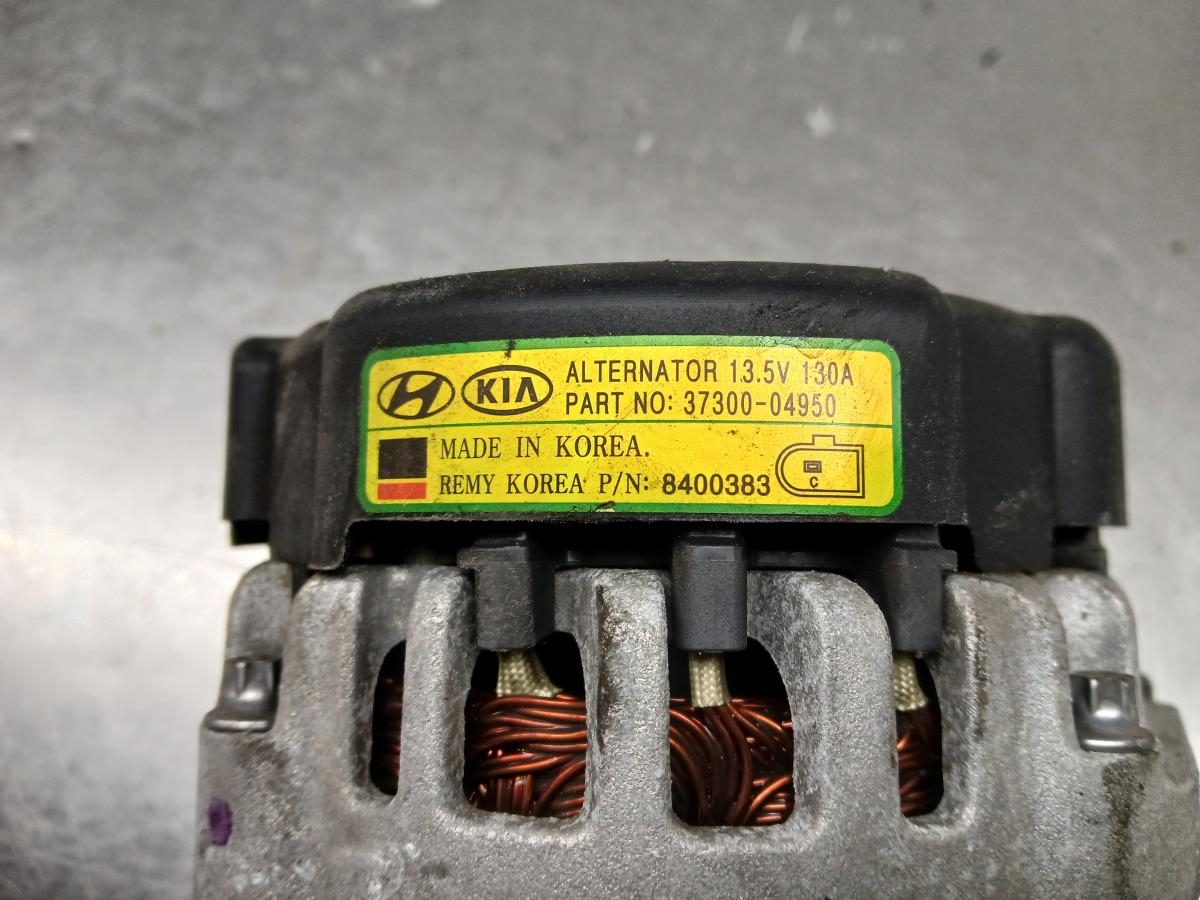 KIA
ALTERNATOR 13.5V 130A
PART NO: 37300-04950
MADE IN KOREA.
REMY KOREA P/N: 8400383
C